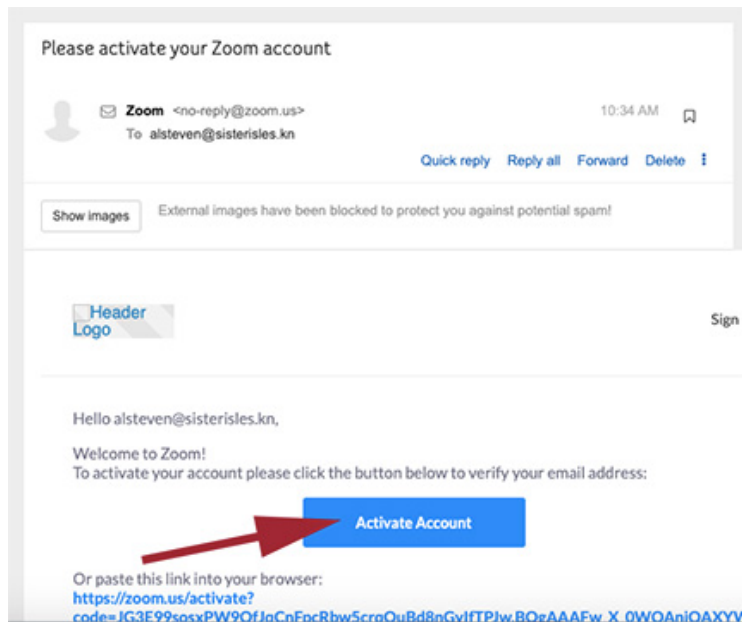 Please activate your Zoom account
Zoom <no-reply@zoom.us> 10:34 AM
To alsteven@sisterisles.kn
Quick reply Reply all Forward Delete
Show images External images have been blocked to protect you against potential spam!
Header Logo
Sign
Hello alsteven@sisterisles.kn,
Welcome to Zoom!
To activate your account please click the button below to verify your email address:
Activate Account
Or paste this link into your browser:
https://zoom.us/activate?